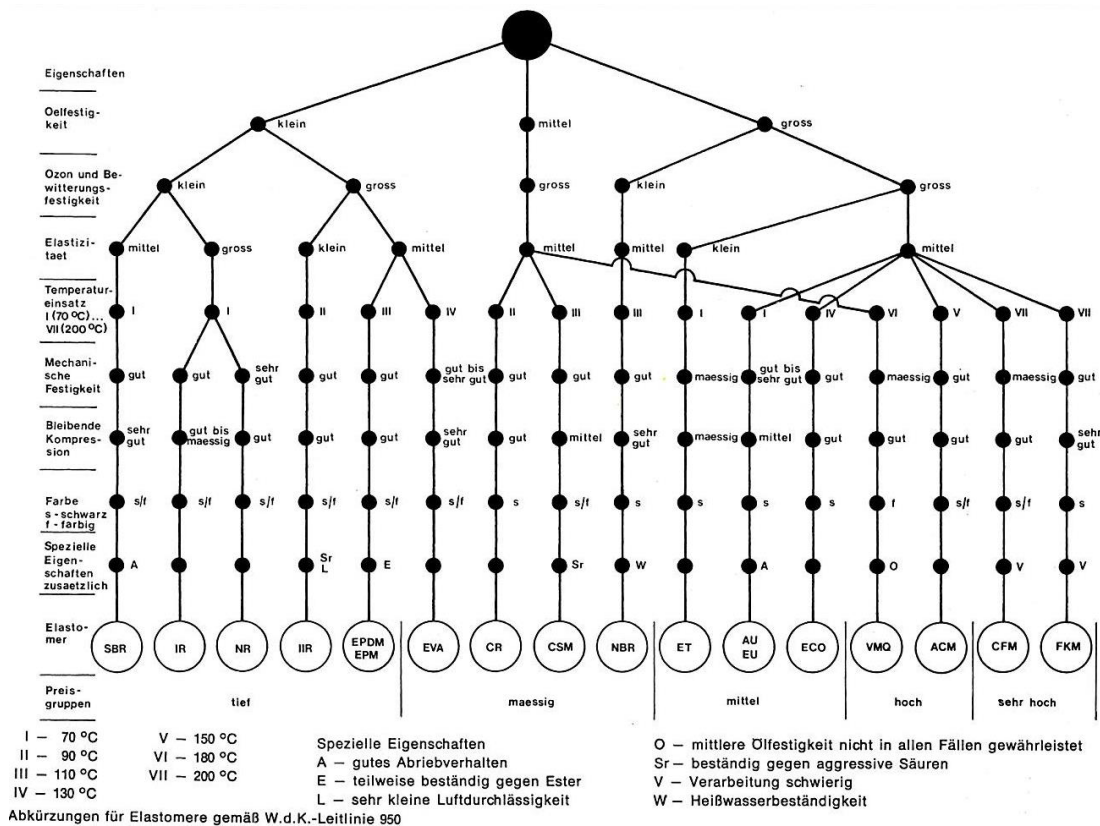 Eigenschaften
Oelfestig-
keit
klein
mittel
gross
Ozon und Be-
witterungs-
festigkeit
klein
gross
gross
klein
gross
Elastizi-
taet
mittel
gross
klein
mittel
mittel
mittel
klein
mittel
Temperatur-
einsatz
I (70 °C) ...
VII (200 °C)
I
I
II
III
IV
II
III
III
I
I
IV
VI
V
VII
VII
Mechani-
sche
Festigkeit
gut
gut
sehr
gut
gut
gut
gut bis
sehr gut
gut
gut
gut
maessig
gut bis
sehr gut
gut
maessig
gut
maessig
gut
Bleibende
Kompres-
sion
sehr
gut
gut bis
maessig
gut
gut
gut
sehr
gut
gut
mittel
sehr
gut
maessig
mittel
gut
gut
gut
gut
sehr
gut
Farbe
s - schwarz
f - farbig
s/f
s/f
s/f
s/f
s/f
s/f
s
s/f
s
s
s
s
f
s/f
s/f
s
Spezielle
Eigen-
schaften
zusaetzlich
A
Sr
L
E
Sr
W
A
O
V
V
Elasto-
mer
SBR
IR
NR
IIR
EPDM
EPM
EVA
CR
CSM
NBR
ET
AU
EU
ECO
VMQ
ACM
CFM
FKM
Preis-
gruppen
tief
maessig
mittel
hoch
sehr hoch
I – 70 °C
II – 90 °C
III – 110 °C
IV – 130 °C
V – 150 °C
VI – 180 °C
VII – 200 °C
Spezielle Eigenschaften
A – gutes Abriebverhalten
E – teilweise beständig gegen Ester
L – sehr kleine Luftdurchlässigkeit
O – mittlere Ölfestigkeit nicht in allen Fällen gewährleistet
Sr – beständig gegen aggressive Säuren
V – Verarbeitung schwierig
W – Heißwasserbeständigkeit
Abkürzungen für Elastomere gemäß W.d.K.-Leitlinie 950